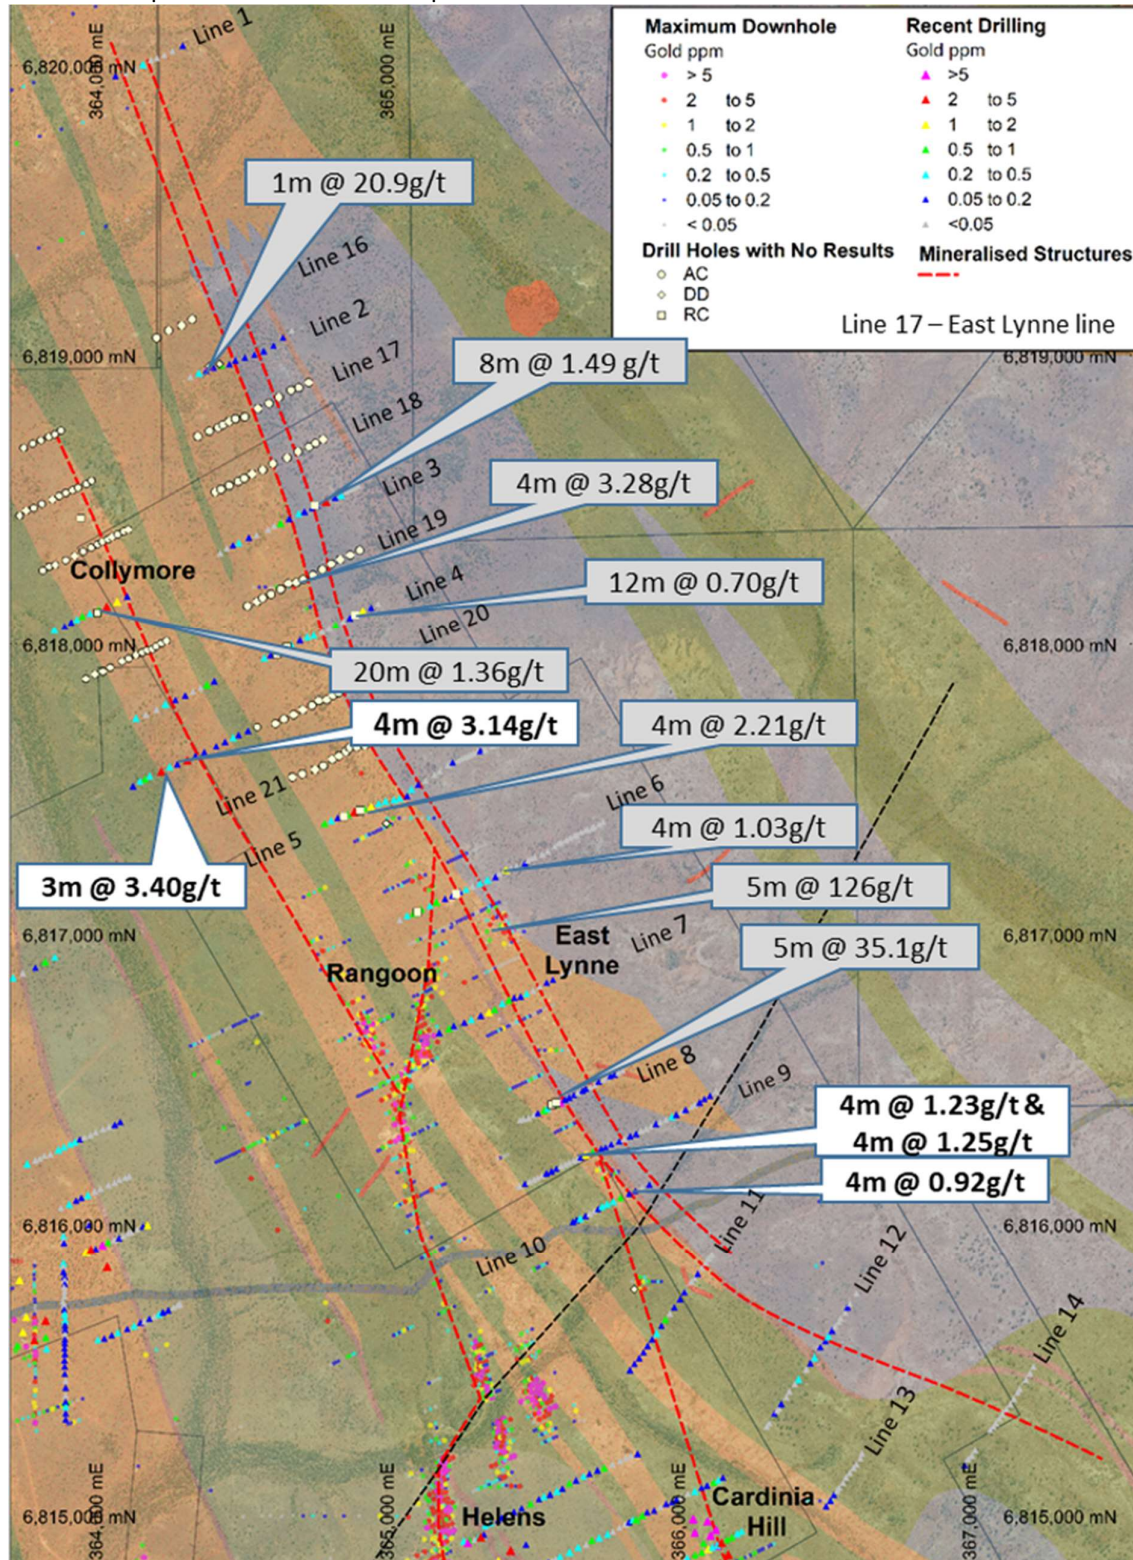 Maximum Downhole
Gold ppm
> 5
2 to 5
1 to 2
0.5 to 1
0.2 to 0.5
0.05 to 0.2
< 0.05
Recent Drilling
Gold ppm
>5
2 to 5
1 to 2
0.5 to 1
0.2 to 0.5
0.05 to 0.2
<0.05
Drill Holes with No Results
AC
DD
RC
Mineralised Structures
Line 17 – East Lynne line
Line 1
6,820,000 mN
364,000 mE
365,000 mE
1m @ 20.9g/t
Line 16
Line 2
6,819,000 mN
6,819,000 mN
Line 17
8m @ 1.49 g/t
Line 18
Line 3
4m @ 3.28g/t
Line 19
Collymore
Line 4
12m @ 0.70g/t
Line 20
6,818,000 mN
6,818,000 mN
20m @ 1.36g/t
4m @ 3.14g/t
4m @ 2.21g/t
Line 21
Line 6
Line 5
4m @ 1.03g/t
3m @ 3.40g/t
5m @ 126g/t
6,817,000 mN
East
Lynne
Line 7
6,817,000 mN
5m @ 35.1g/t
Rangoon
Line 8
Line 9
4m @ 1.23g/t &
4m @ 1.25g/t
4m @ 0.92g/t
6,816,000 mN
Line 11
6,816,000 mN
Line 10
Line 12
Line 14
Line 13
364,000 mE
365,000 mE
366,000 mE
367,000 mE
6,815,000 mN
Helens
Cardinia
Hill
6,815,000 mN